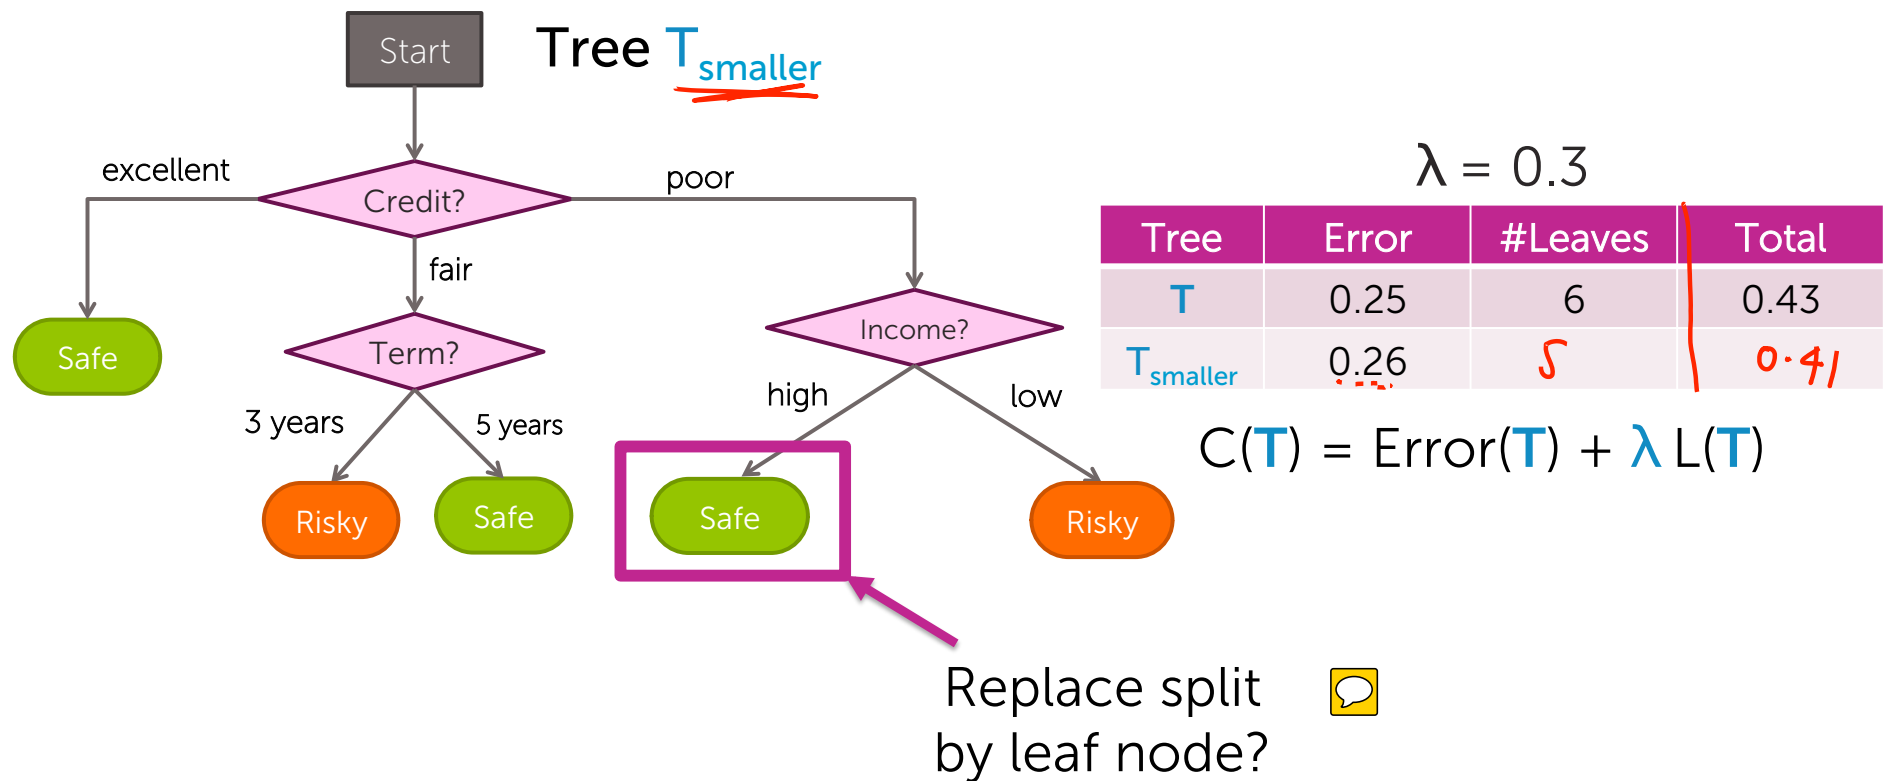 Start
Tree Tsmaller
excellent
poor
Credit?
fair
Safe
Term?
Income?
3 years
5 years
high
low
Risky
Safe
Safe
Risky
λ = 0.3
Tree Error #Leaves Total
T 0.25 6 0.43
Tsmaller 0.26 5 0.41
C(T) = Error(T) + λ L(T)
Replace split
by leaf node?